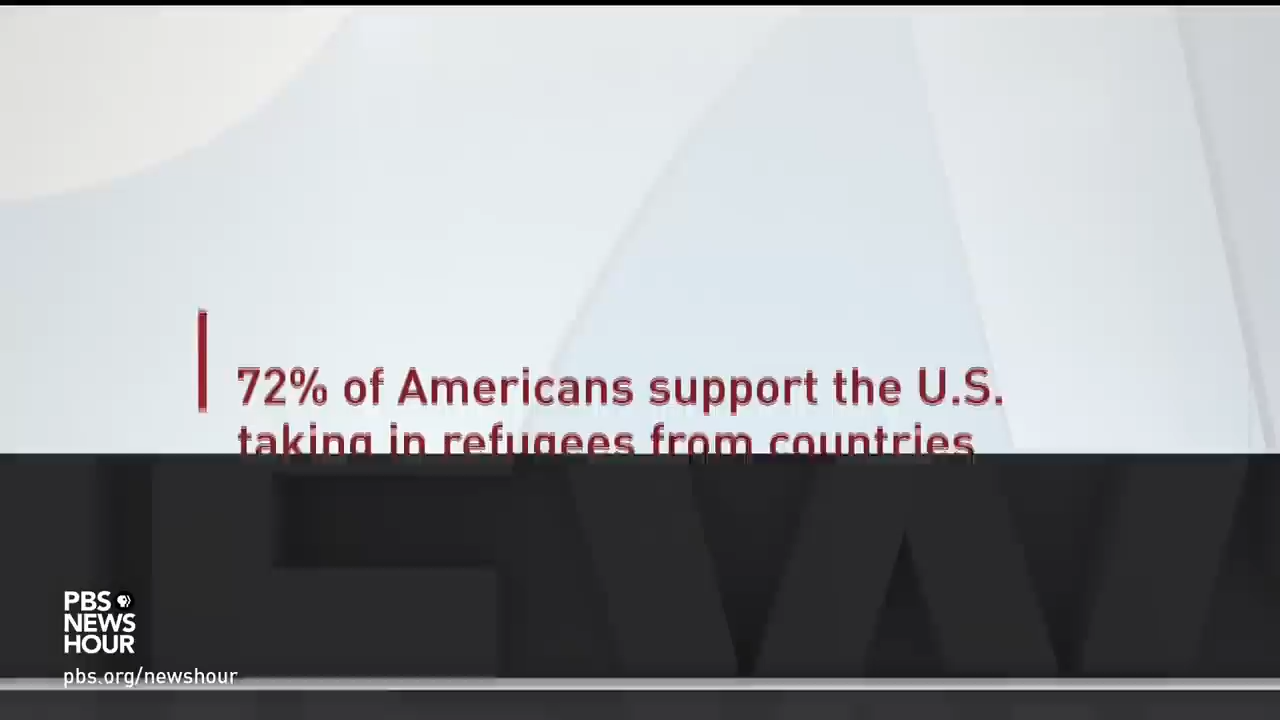 72% of Americans support the U.S.
taking in refugees from countries
PBS
NEWS
HOUR
pbs.org/newshour